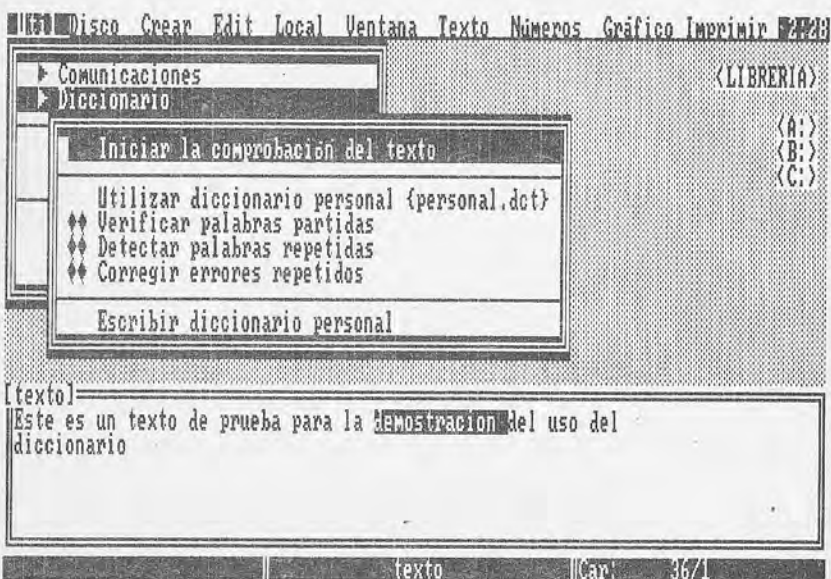 Disco Crear Edit Local Ventana Texto Números Gráfico Imprimir 2:28
Comunicaciones
Diccionario
<LIBRERIA>
<A:>
<B:>
<C:>
Iniciar la comprobación del texto
Utilizar diccionario personal {personal.dct}
Verificar palabras partidas
Detectar palabras repetidas
Corregir errores repetidos
Escribir diccionario personal
[texto]
Este es un texto de prueba para la demostracion del uso del
diccionario
texto
Car: 36/1